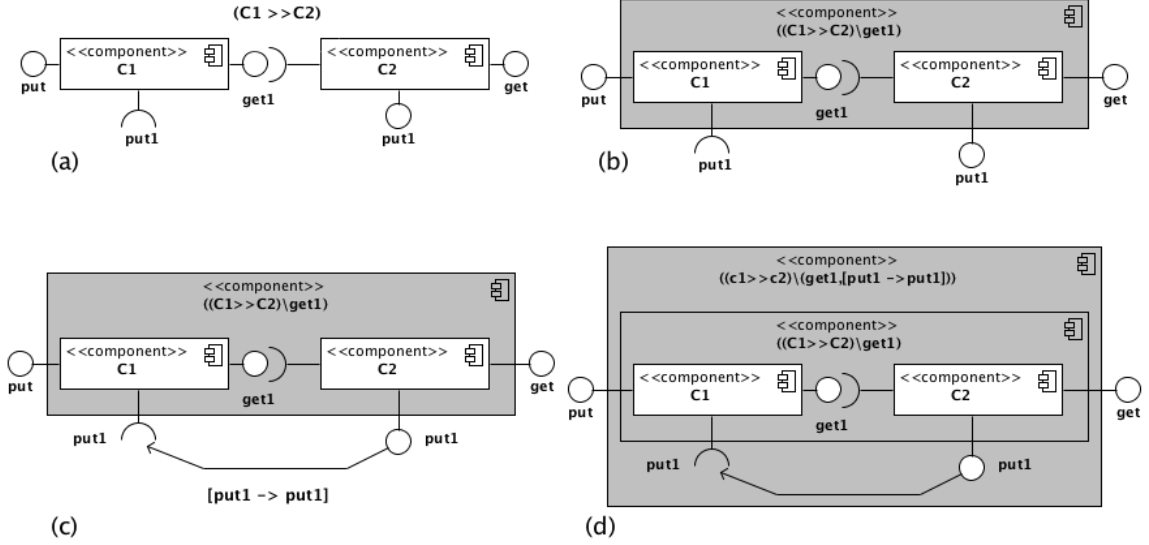 (C1 >>C2)
<<component>>
C1
<<component>>
C2
put
get1
get
put1
put1
(a)
<<component>>
((C1>>C2)\get1)
<<component>>
C1
<<component>>
C2
put
get1
get
put1
put1
(b)
<<component>>
((C1>>C2)\get1)
<<component>>
C1
<<component>>
C2
put
get1
get
put1
put1
[put1 -> put1]
(c)
<<component>>
((c1>>c2)\(get1,[put1 ->put1]))
<<component>>
((C1>>C2)\get1)
<<component>>
C1
<<component>>
C2
put
get1
get
put1
put1
(d)